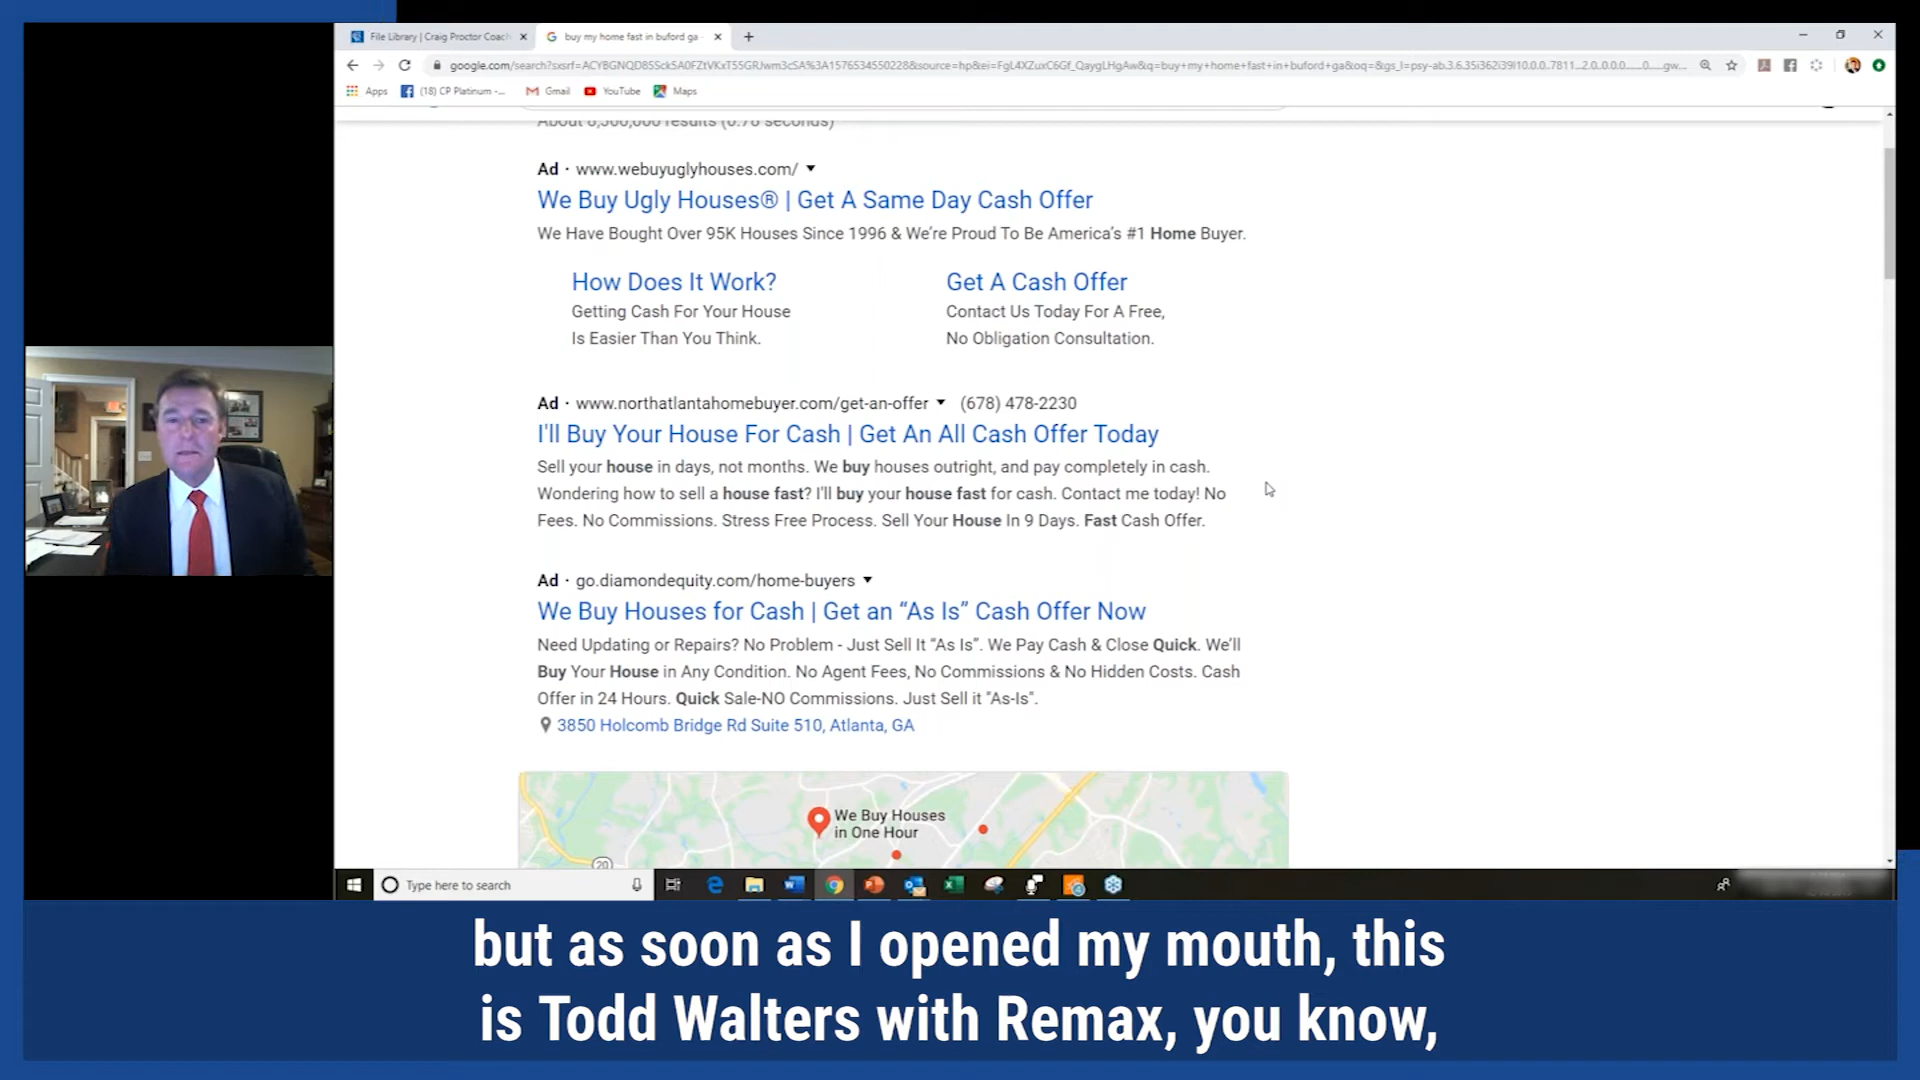 File Library | Craig Proctor Coach
buy my home fast in buford ga
Apps
(18) CP Platinum -...
Gmail
YouTube
Maps
About 8,500,000 results (0.78 seconds)
Ad · www.webuyuglyhouses.com/
We Buy Ugly Houses® | Get A Same Day Cash Offer
We Have Bought Over 95K Houses Since 1996 & We're Proud To Be America's #1 Home Buyer.
How Does It Work?
Getting Cash For Your House
Is Easier Than You Think.
Get A Cash Offer
Contact Us Today For A Free,
No Obligation Consultation.
Ad · www.northatlantahomebuyer.com/get-an-offer (678) 478-2230
I'll Buy Your House For Cash | Get An All Cash Offer Today
Sell your house in days, not months. We buy houses outright, and pay completely in cash.
Wondering how to sell a house fast? I'll buy your house fast for cash. Contact me today! No
Fees. No Commissions. Stress Free Process. Sell Your House In 9 Days. Fast Cash Offer.
Ad · go.diamondequity.com/home-buyers
We Buy Houses for Cash | Get an “As Is” Cash Offer Now
Need Updating or Repairs? No Problem - Just Sell It “As Is”. We Pay Cash & Close Quick. We'll
Buy Your House in Any Condition. No Agent Fees, No Commissions & No Hidden Costs. Cash
Offer in 24 Hours. Quick Sale-NO Commissions. Just Sell it "As-Is".
3850 Holcomb Bridge Rd Suite 510, Atlanta, GA
We Buy Houses
in One Hour
20
Type here to search
but as soon as I opened my mouth, this
is Todd Walters with Remax, you know,